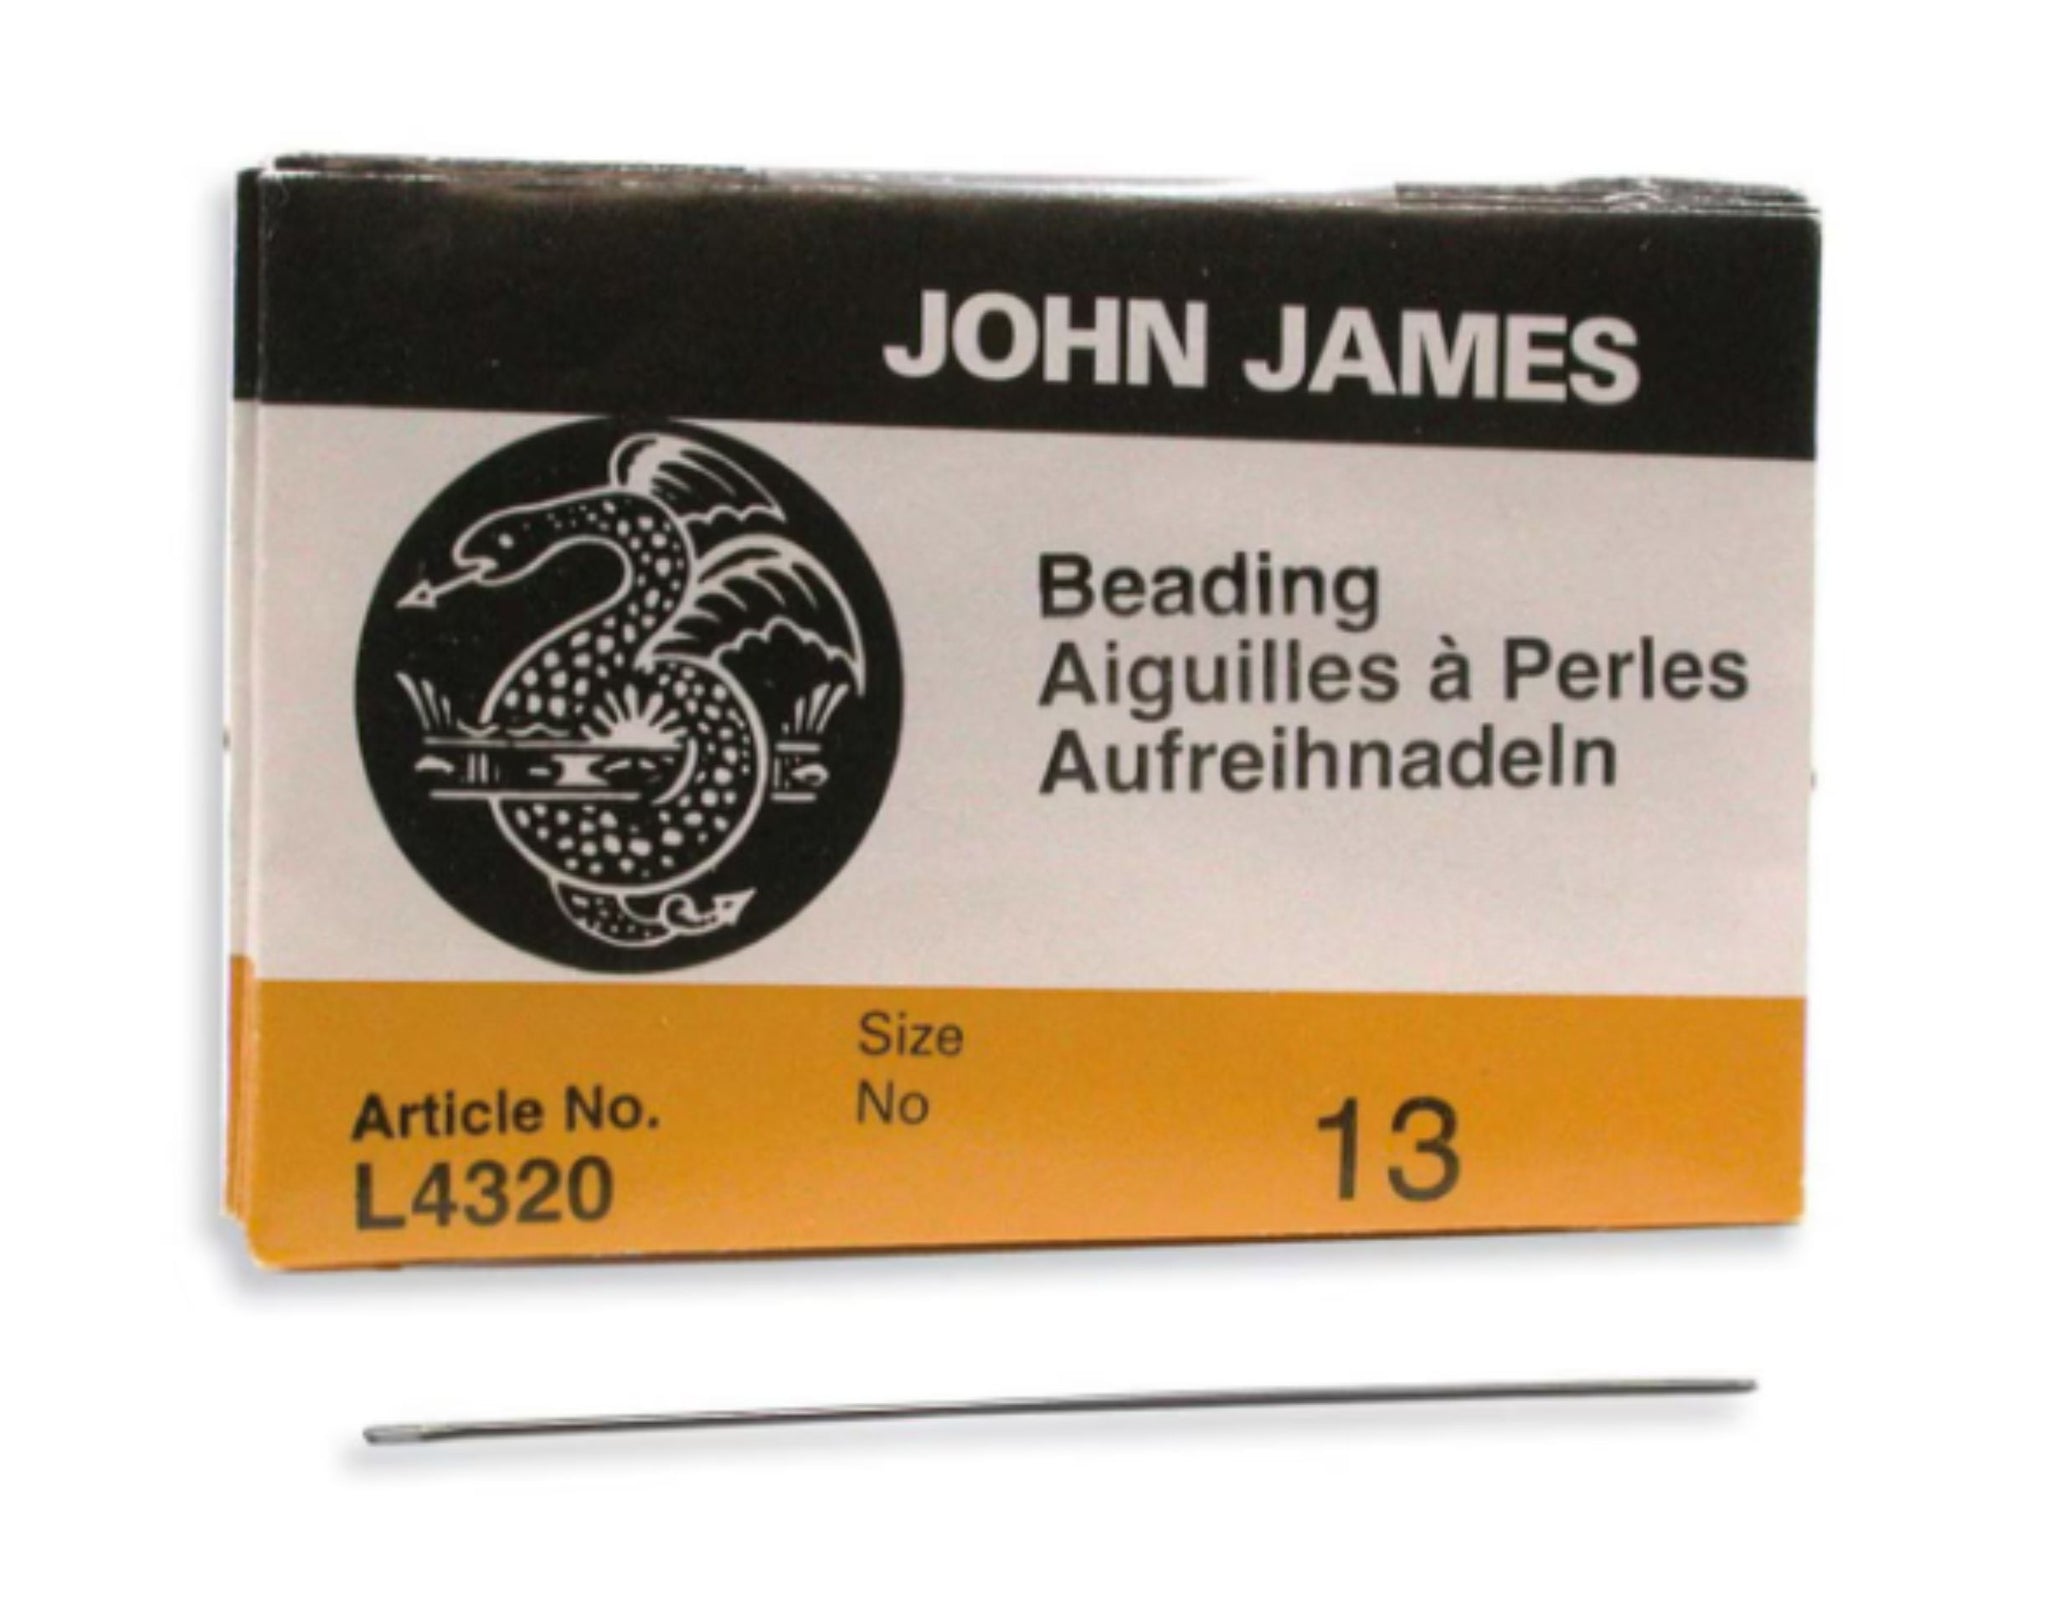 JOHN JAMES
Beading
Aiguilles à Perles
Aufreihnadeln
Size
No
13
Article No.
L4320